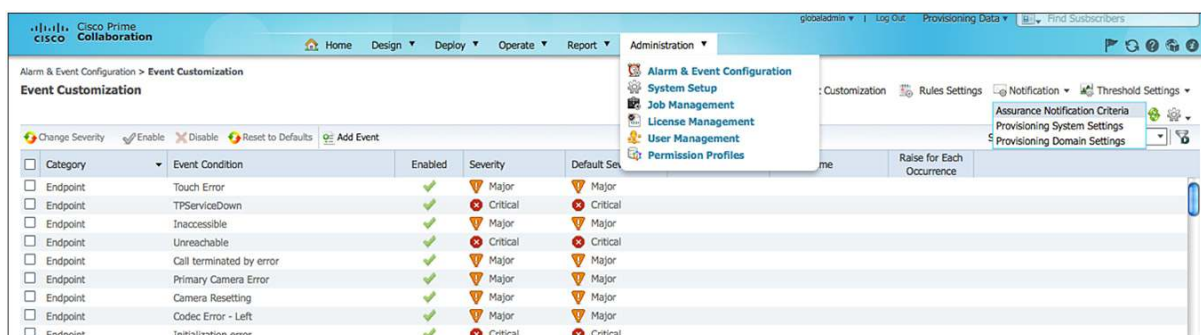 globaladmin ▾ | Log Out Provisioning Data ▾ Find Susbscribers
Cisco Prime
CISCO Collaboration
Home Design ▼ Deploy ▼ Operate ▼ Report ▼ Administration ▼
Alarm & Event Configuration > Event Customization
Event Customization
Alarm & Event Configuration
System Setup
Job Management
License Management
User Management
Permission Profiles
t Customization Rules Settings Notification ▾ Threshold Settings ▾
Assurance Notification Criteria
Provisioning System Settings
Provisioning Domain Settings
Change Severity Enable Disable Reset to Defaults Add Event
Category Event Condition Enabled Severity Default Sev me Raise for Each Occurrence
Endpoint Touch Error Major Major
Endpoint TPServiceDown Critical Critical
Endpoint Inaccessible Major Major
Endpoint Unreachable Critical Critical
Endpoint Call terminated by error Major Major
Endpoint Primary Camera Error Major Major
Endpoint Camera Resetting Major Major
Endpoint Codec Error - Left Major Major
Endpoint Initialization error Critical Critical